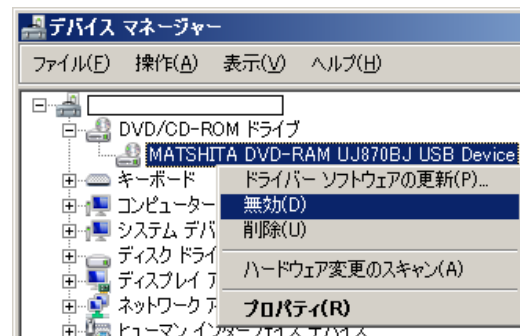 デバイス マネージャー
ファイル(F) 操作(A) 表示(V) ヘルプ(H)
DVD/CD-ROM ドライブ
MATSHITA DVD-RAM UJ870BJ USB Device
キーボード
ドライバー ソフトウェアの更新(P)...
コンピューター
無効(D)
システム デバ
削除(U)
ディスク ドライ
ハードウェア変更のスキャン(A)
ディスプレイ ア
ネットワーク ア
プロパティ(R)
ヒューマン インターフェイス デバイス